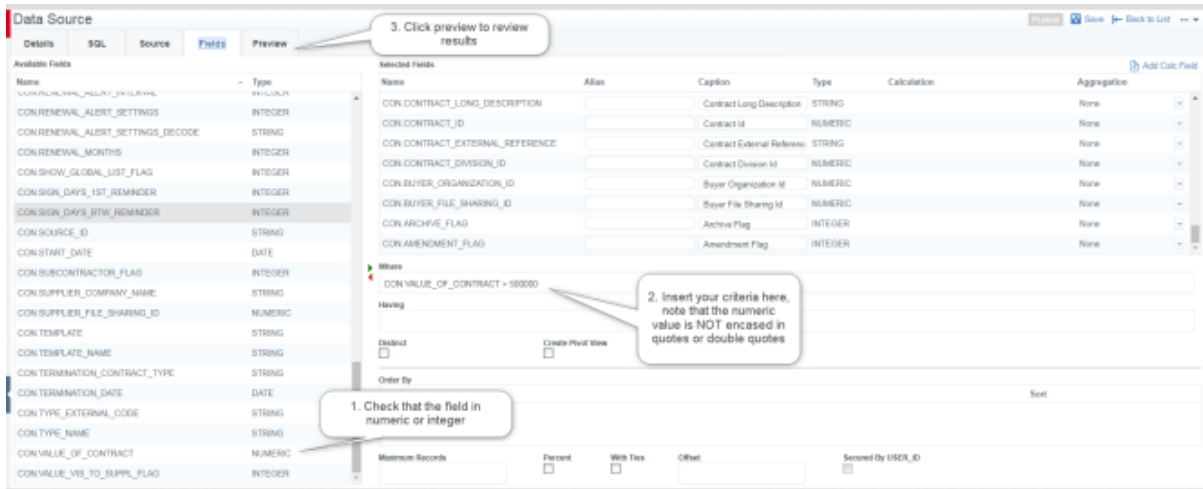 Data Source
3. Click preview to review
results
Publish Save Back to List
Details SQL Source Fields Preview
Available Fields
Selected Fields
Add Calc Field
Name Type
Name Alias Caption Type Calculation Aggregation
CON.RENEWAL_ALERT_INTERVAL INTEGER
CON.CONTRACT_LONG_DESCRIPTION Contract Long Description STRING None
CON.RENEWAL_ALERT_SETTINGS INTEGER
CON.CONTRACT_ID Contract Id NUMERIC None
CON.RENEWAL_ALERT_SETTINGS_DECODE STRING
CON.CONTRACT_EXTERNAL_REFERENCE Contract External Referenc STRING None
CON.RENEWAL_MONTHS INTEGER
CON.CONTRACT_DIVISION_ID Contract Division Id NUMERIC None
CON.SHOW_GLOBAL_LIST_FLAG INTEGER
CON.BUYER_ORGANIZATION_ID Buyer Organization Id NUMERIC None
CON.SIGN_DAYS_1ST_REMINDER INTEGER
CON.BUYER_FILE_SHARING_ID Buyer File Sharing Id NUMERIC None
CON.SIGN_DAYS_BTW_REMINDER INTEGER
CON.ARCHIVE_FLAG Archive Flag INTEGER None
CON.SOURCE_ID STRING
CON.AMENDMENT_FLAG Amendment Flag INTEGER None
CON.START_DATE DATE
Where
CON.SUBCONTRACTOR_FLAG INTEGER
CON.VALUE_OF_CONTRACT > 500000
CON.SUPPLIER_COMPANY_NAME STRING
2. Insert your criteria here,
note that the numeric
value is NOT encased in
quotes or double quotes
Having
CON.SUPPLIER_FILE_SHARING_ID NUMERIC
CON.TEMPLATE STRING
Distinct Create Pivot View
CON.TEMPLATE_NAME STRING
CON.TERMINATION_CONTRACT_TYPE STRING
Order By
CON.TERMINATION_DATE DATE
Sort
1. Check that the field in
numeric or integer
CON.TYPE_EXTERNAL_CODE STRING
CON.TYPE_NAME STRING
CON.VALUE_OF_CONTRACT NUMERIC
Maximum Records Percent With Ties Offset Secured By USER_ID
CON.VALUE_VIS_TO_SUPPL_FLAG INTEGER